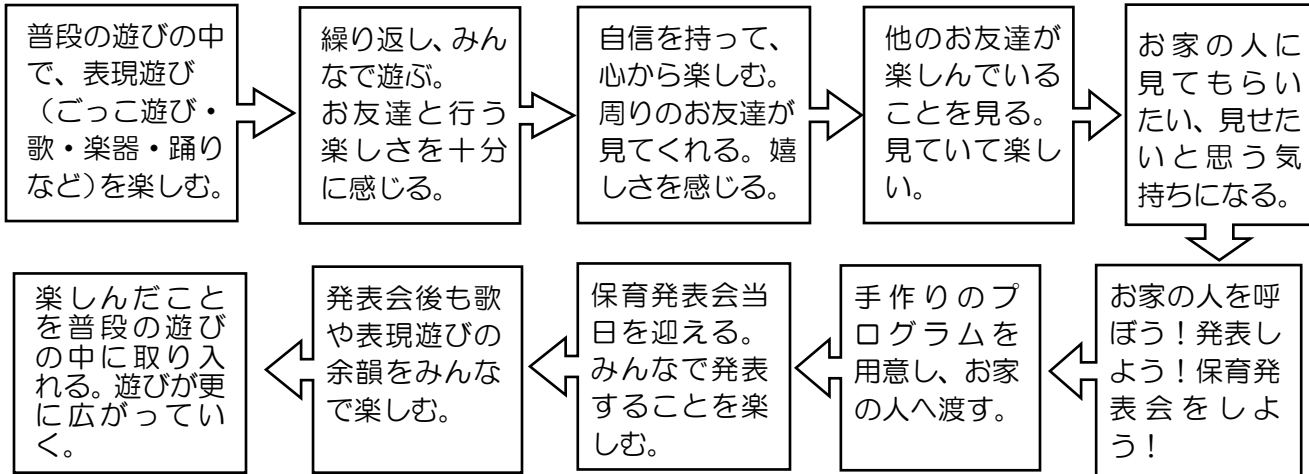 普段の遊びの中
で、表現遊び
（ごっこ遊び・
歌・楽器・踊り
など）を楽しむ。
繰り返し、みん
なで遊ぶ。
お友達と行う
楽しさを十分
に感じる。
自信を持って、
心から楽しむ。
周りのお友達が
見てくれる。嬉
しさを感じる。
他のお友達が
楽しんでいる
ことを見る。
見ていて楽し
い。
お家の人に
見てもらい
たい、見せた
いと思う気
持ちになる。
お家の人を呼
ぼう！発表し
よう！保育発
表会をしよ
う！
手作りのプ
ログラムを
用意し、お家
の人へ渡す。
保育発表会当
日を迎える。
みんなで発表
することを楽
しむ。
発表会後も歌
や表現遊びの
余韻をみんな
で楽しむ。
楽しんだこと
を普段の遊び
の中に取り入
れる。遊びが更
に広がってい
く。